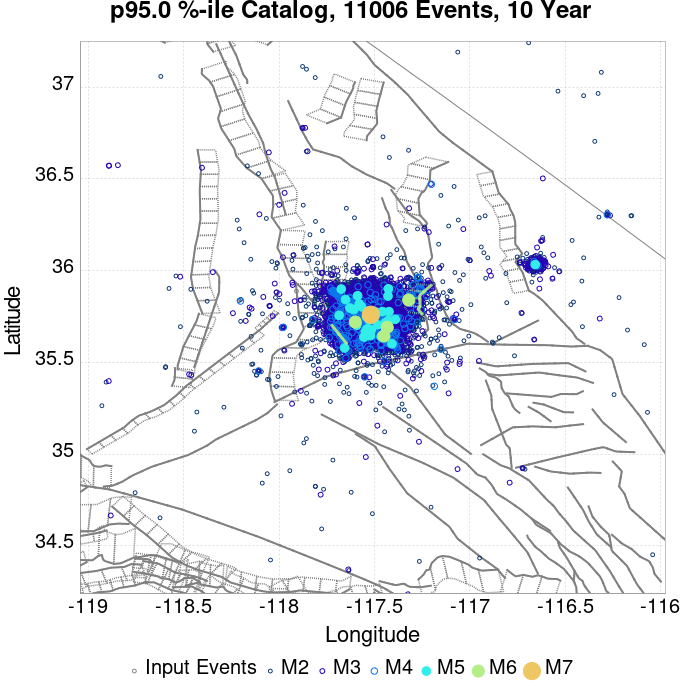 p95.0 %-ile Catalog, 11006 Events, 10 Year
37
36.5
36
35.5
35
34.5
Latitude
-119
-118.5
-118
-117.5
-117
-116.5
-116
Longitude
Input Events
M2
M3
M4
M5
M6
M7